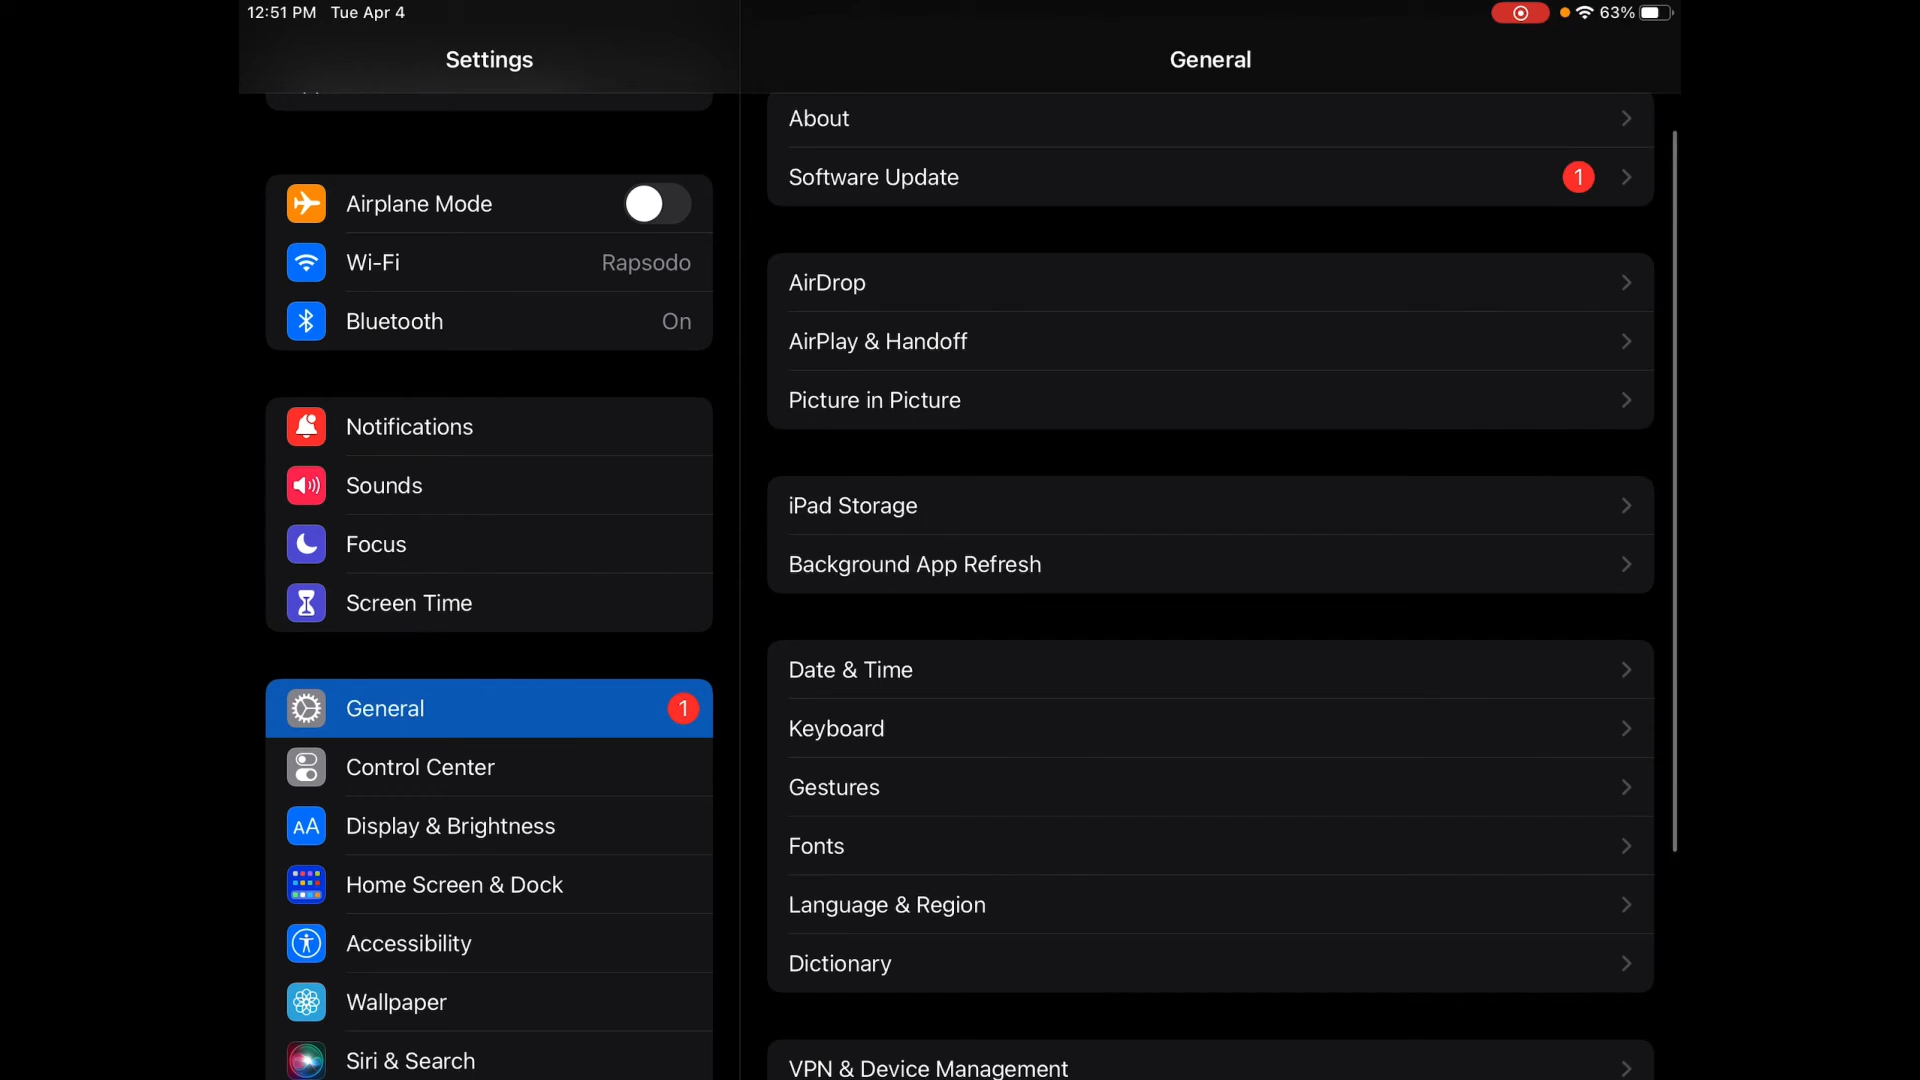 12:51 PM Tue Apr 4
63%
Settings
Airplane Mode
Wi-Fi Rapsodo
Bluetooth On
Notifications
Sounds
Focus
Screen Time
General 1
Control Center
AA Display & Brightness
Home Screen & Dock
Accessibility
Wallpaper
Siri & Search
General
About
Software Update 1
AirDrop
AirPlay & Handoff
Picture in Picture
iPad Storage
Background App Refresh
Date & Time
Keyboard
Gestures
Fonts
Language & Region
Dictionary
VPN & Device Management